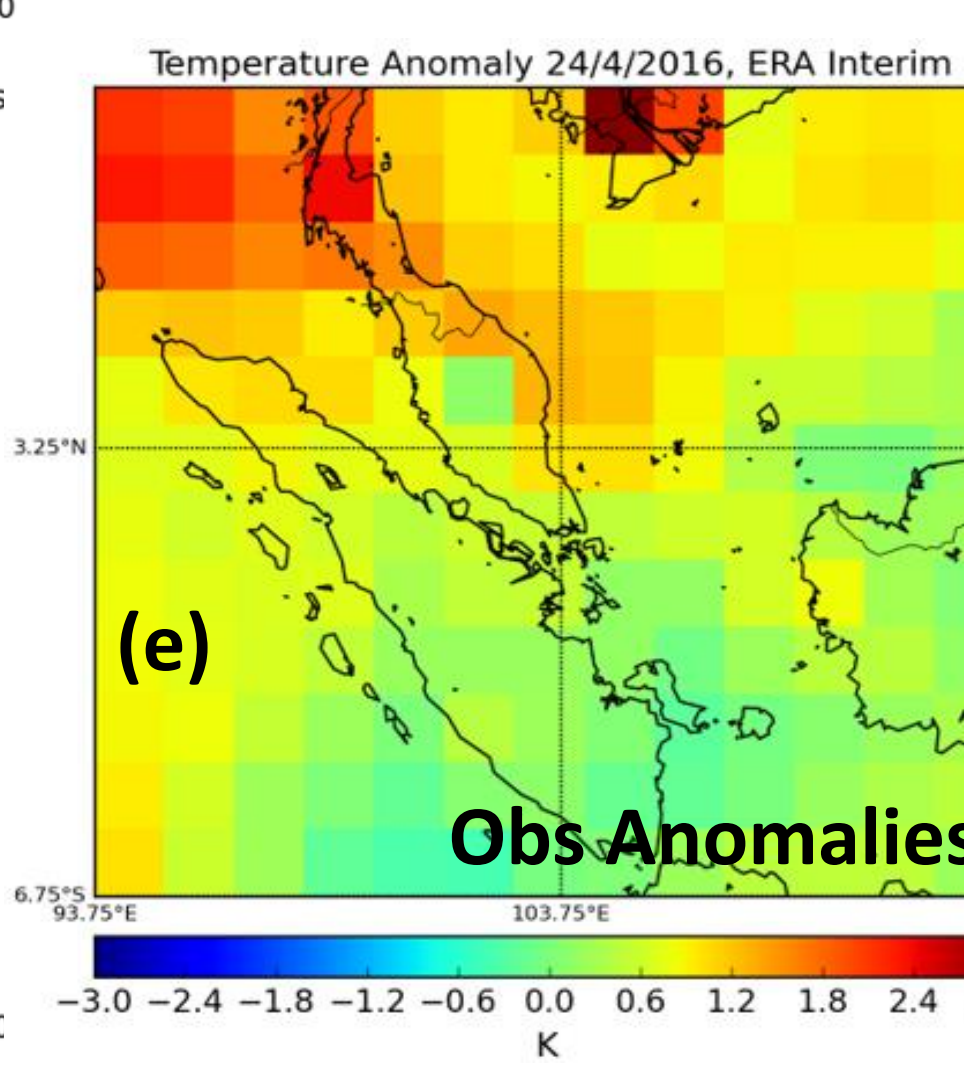 Temperature Anomaly 24/4/2016, ERA Interim
3.25°N
(e)
Obs Anomalies
6.75°S
93.75°E 103.75°E
−3.0 −2.4 −1.8 −1.2 −0.6 0.0 0.6 1.2 1.8 2.4
K